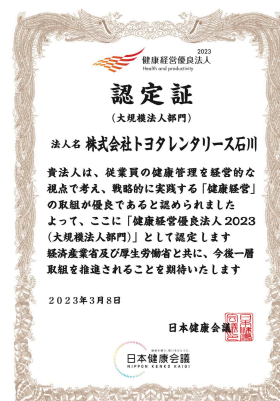 2023
健康経営優良法人
Health and productivity
認定証
(大規模法人部門)
法人名 株式会社トヨタレンタリース石川
貴法人は、従業員の健康管理を経営的な
視点で考え、戦略的に実践する「健康経営」
の取組が優良であると認められました
よって、ここに「健康経営優良法人2023
(大規模法人部門)」として認定します
経済産業省及び厚生労働省と共に、今後一層
取組を推進されることを期待いたします
2023年3月8日
日本健康会議
日本健康会議
NIPPON KENKO KAIGI